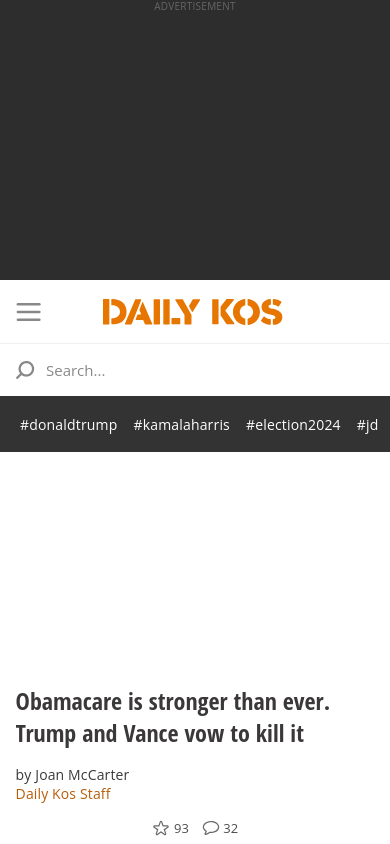 ADVERTISEMENT
DAILY KOS
Search...
#donaldtrump #kamalaharris #election2024 #jd
Obamacare is stronger than ever.
Trump and Vance vow to kill it
by Joan McCarter
Daily Kos Staff
93 32